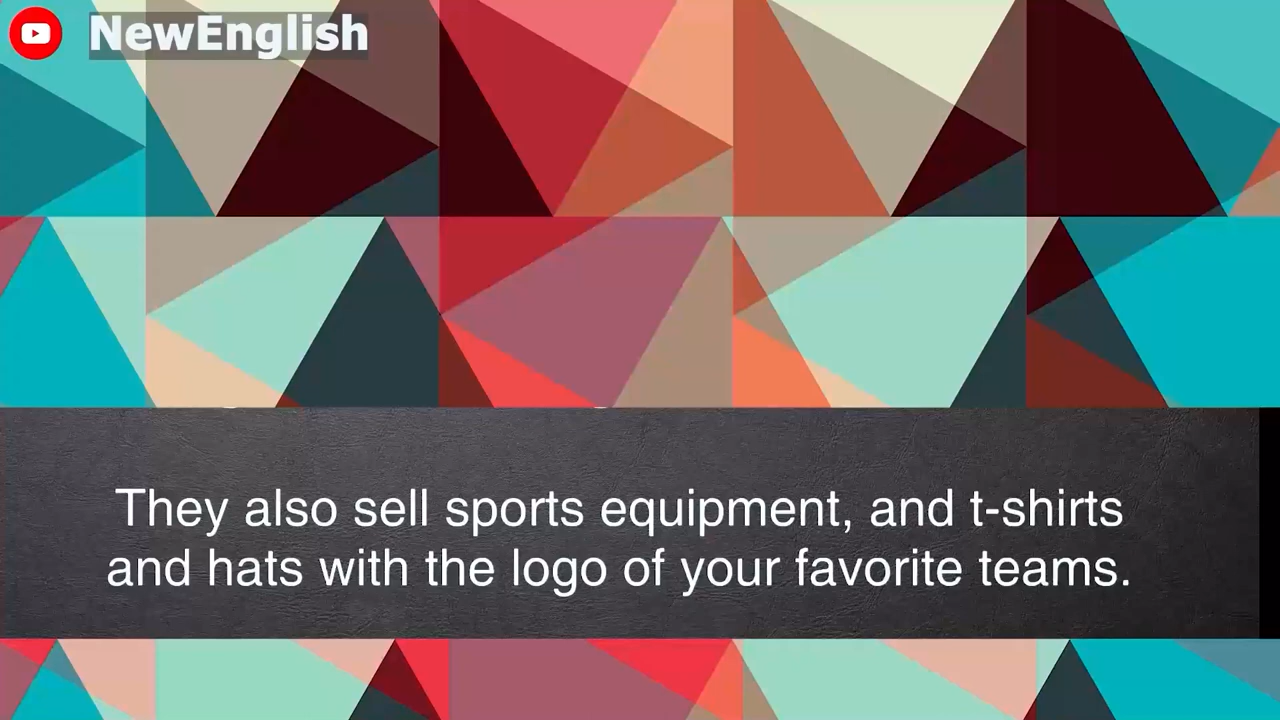 NewEnglish
They also sell sports equipment, and t-shirts
and hats with the logo of your favorite teams.